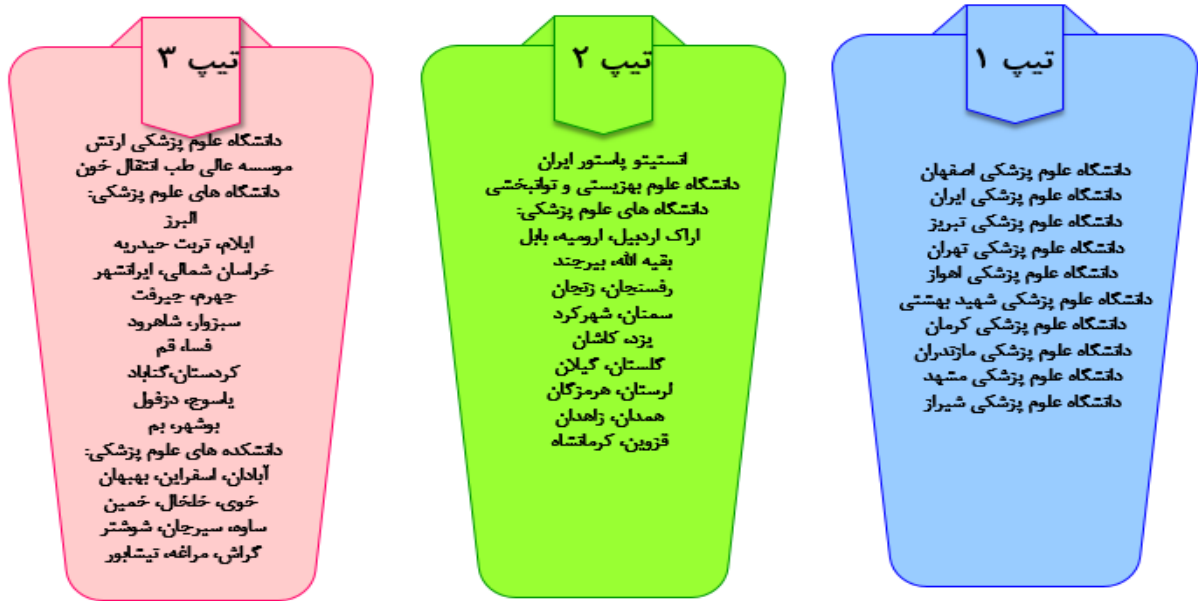 تیپ ۱
دانشگاه علوم پزشکی اصفهان
دانشگاه علوم پزشکی ایران
دانشگاه علوم پزشکی تبریز
دانشگاه علوم پزشکی تهران
دانشگاه علوم پزشکی اهواز
دانشگاه علوم پزشکی شهید بهشتی
دانشگاه علوم پزشکی کرمان
دانشگاه علوم پزشکی مازندران
دانشگاه علوم پزشکی مشهد
دانشگاه علوم پزشکی شیراز
تیپ ۲
انستیتو پاستور ایران
دانشگاه علوم بهزیستی و توانبخشی
دانشگاه های علوم پزشکی:
اراک اردبیل، ارومیه، بابل
بقیه الله، بیرجند
رفسنجان، زنجان
سمنان، شهرکرد
یزد، کاشان
گلستان، گیلان
لرستان، هرمزگان
همدان، زاهدان
قزوین، کرمانشاه
تیپ ۳
دانشگاه علوم پزشکی ارتش
موسسه عالی طب انتقال خون
دانشگاه های علوم پزشکی:
البرز
ایلام، تربت حیدریه
خراسان شمالی، ایرانشهر
جهرم، جیرفت
سبزوار، شاهرود
فسا، قم
کردستان،گناباد
یاسوج، دزفول
بوشهر، بم
دانشکده های علوم پزشکی:
آبادان، اسفراین، بهبهان
خوی، خلخال، خمین
ساوه، سیرجان، شوشتر
گراش، مراغه، نیشابور